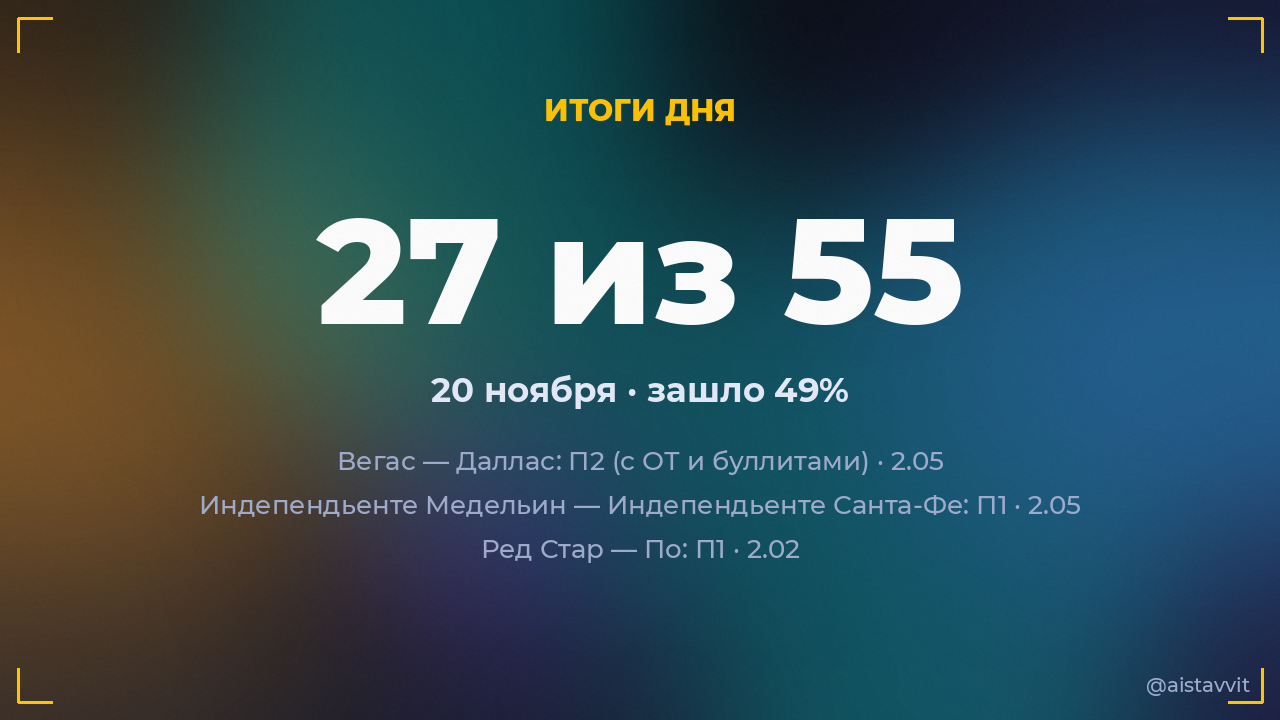 ИТОГИ ДНЯ
27 из 55
20 ноября · зашло 49%
Вегас — Даллас: П2 (с ОТ и буллитами) · 2.05
Индепендьенте Медельин — Индепендьенте Санта-Фе: П1 · 2.05
Ред Стар — По: П1 · 2.02
@aistavvit